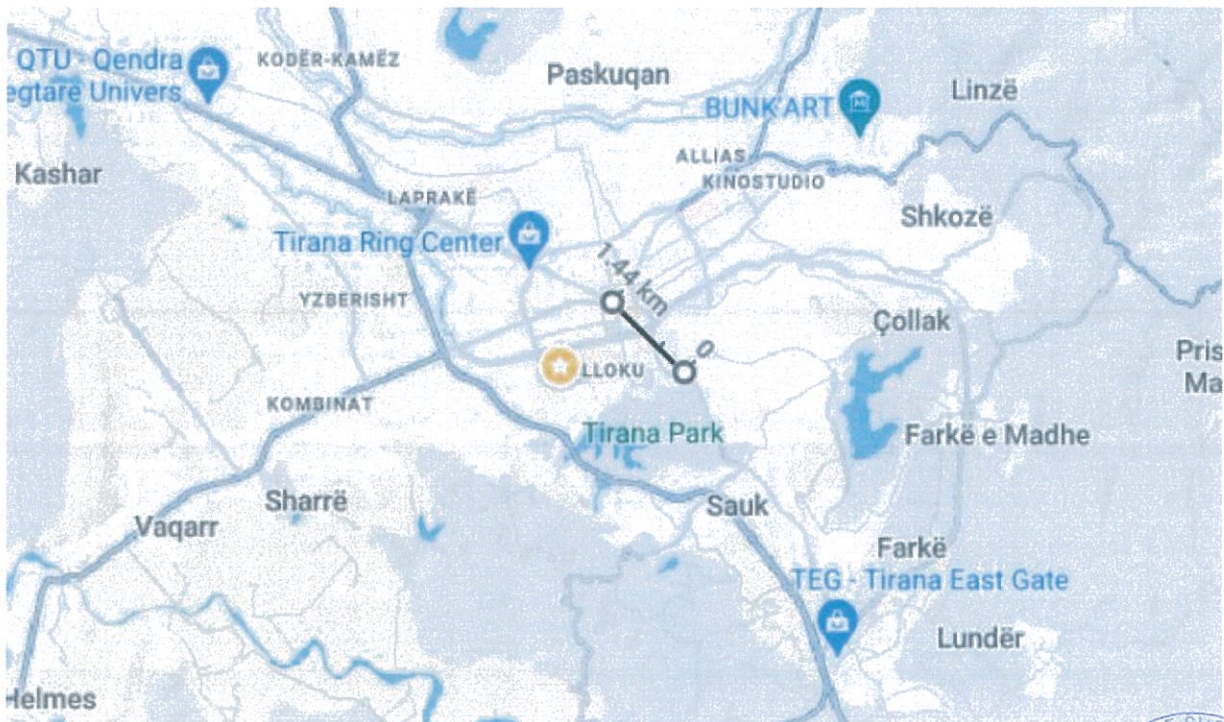 QTU - Qendra
egtare Univers
KODËR-KAMËZ
Paskuqan
Linzë
BUNK'ART
ALLIAS
KINOSTUDIO
Kashar
LAPRAKË
Shkozë
Tirana Ring Center
1.44 km
YZBERISHT
0
Çollak
Pris
Ma
LLOKU
KOMBINAT
Tirana Park
Farkë e Madhe
Sharrë
Sauk
Vaqarr
Farkë
TEG - Tirana East Gate
Lundër
Helmes